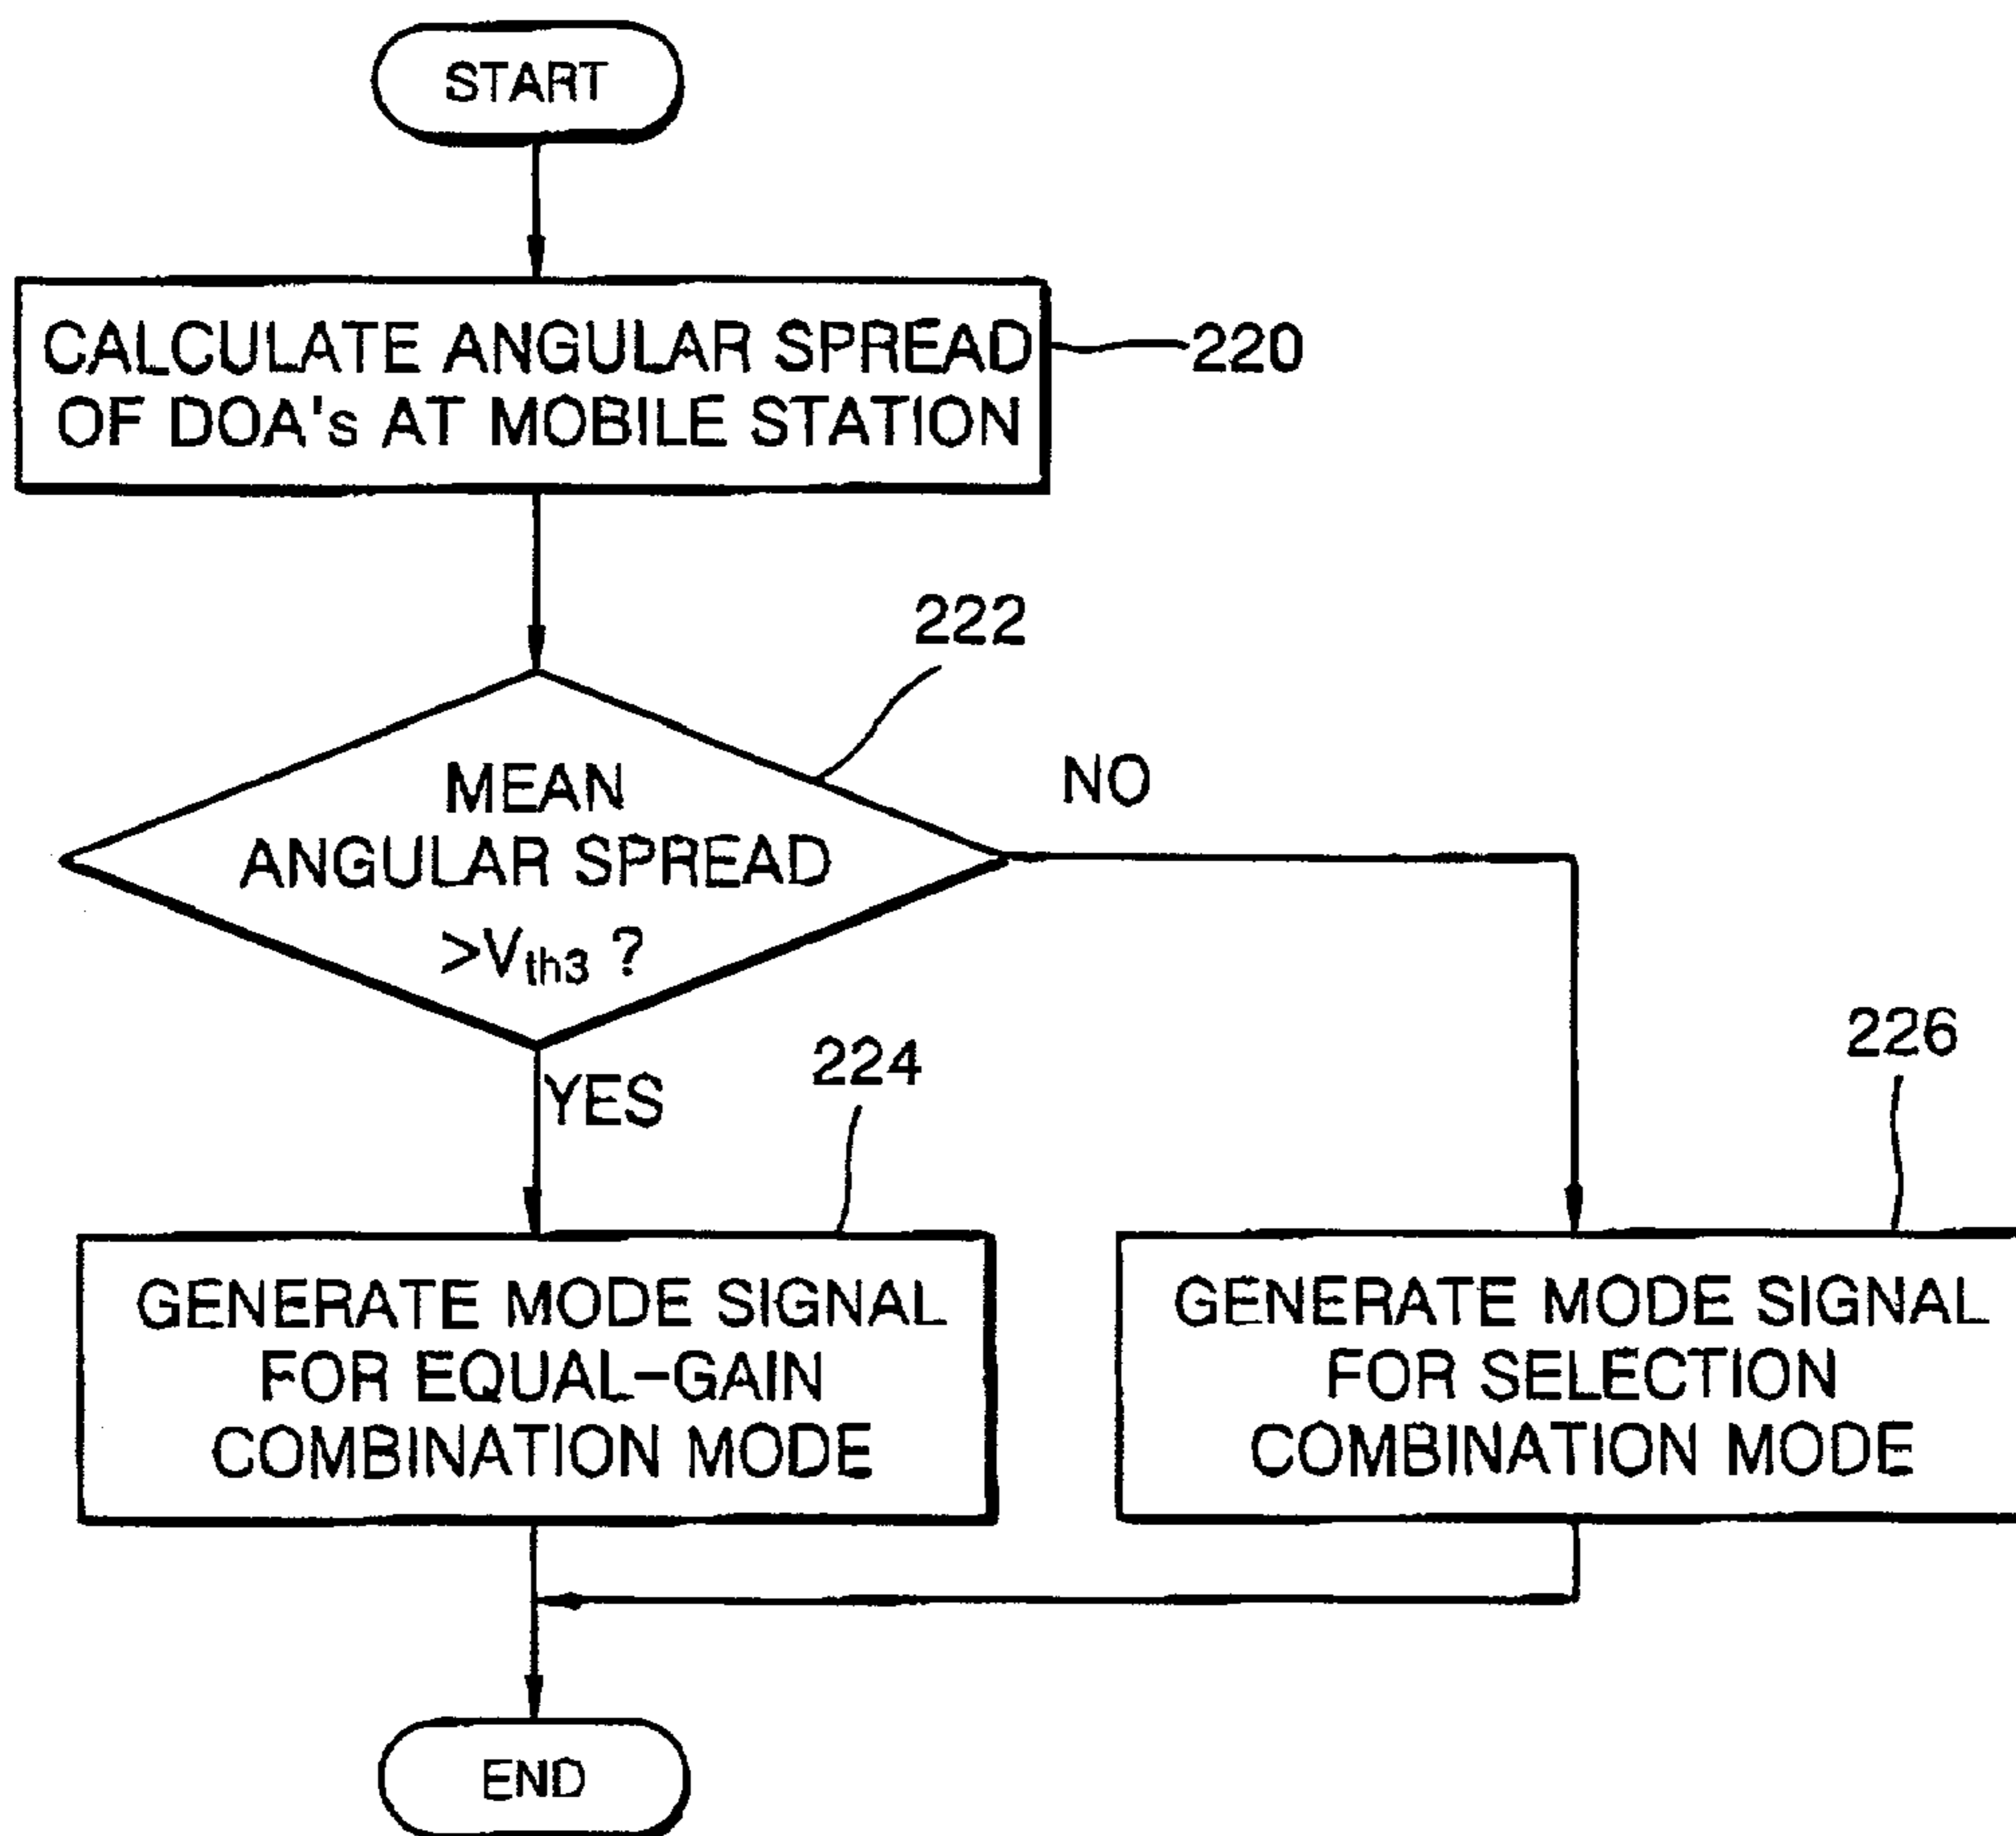 START
CALCULATE ANGULAR SPREAD
OF DOA's AT MOBILE STATION
220
222
MEAN
ANGULAR SPREAD
>Vth3 ?
NO
YES
224
226
GENERATE MODE SIGNAL
FOR EQUAL-GAIN
COMBINATION MODE
GENERATE MODE SIGNAL
FOR SELECTION
COMBINATION MODE
END